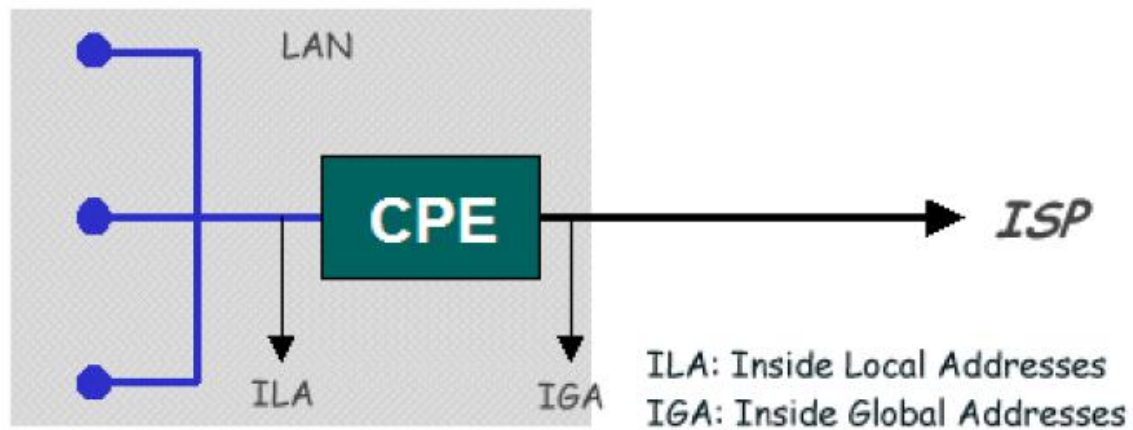 LAN
CPE
ISP
ILA
IGA
ILA: Inside Local Addresses
IGA: Inside Global Addresses